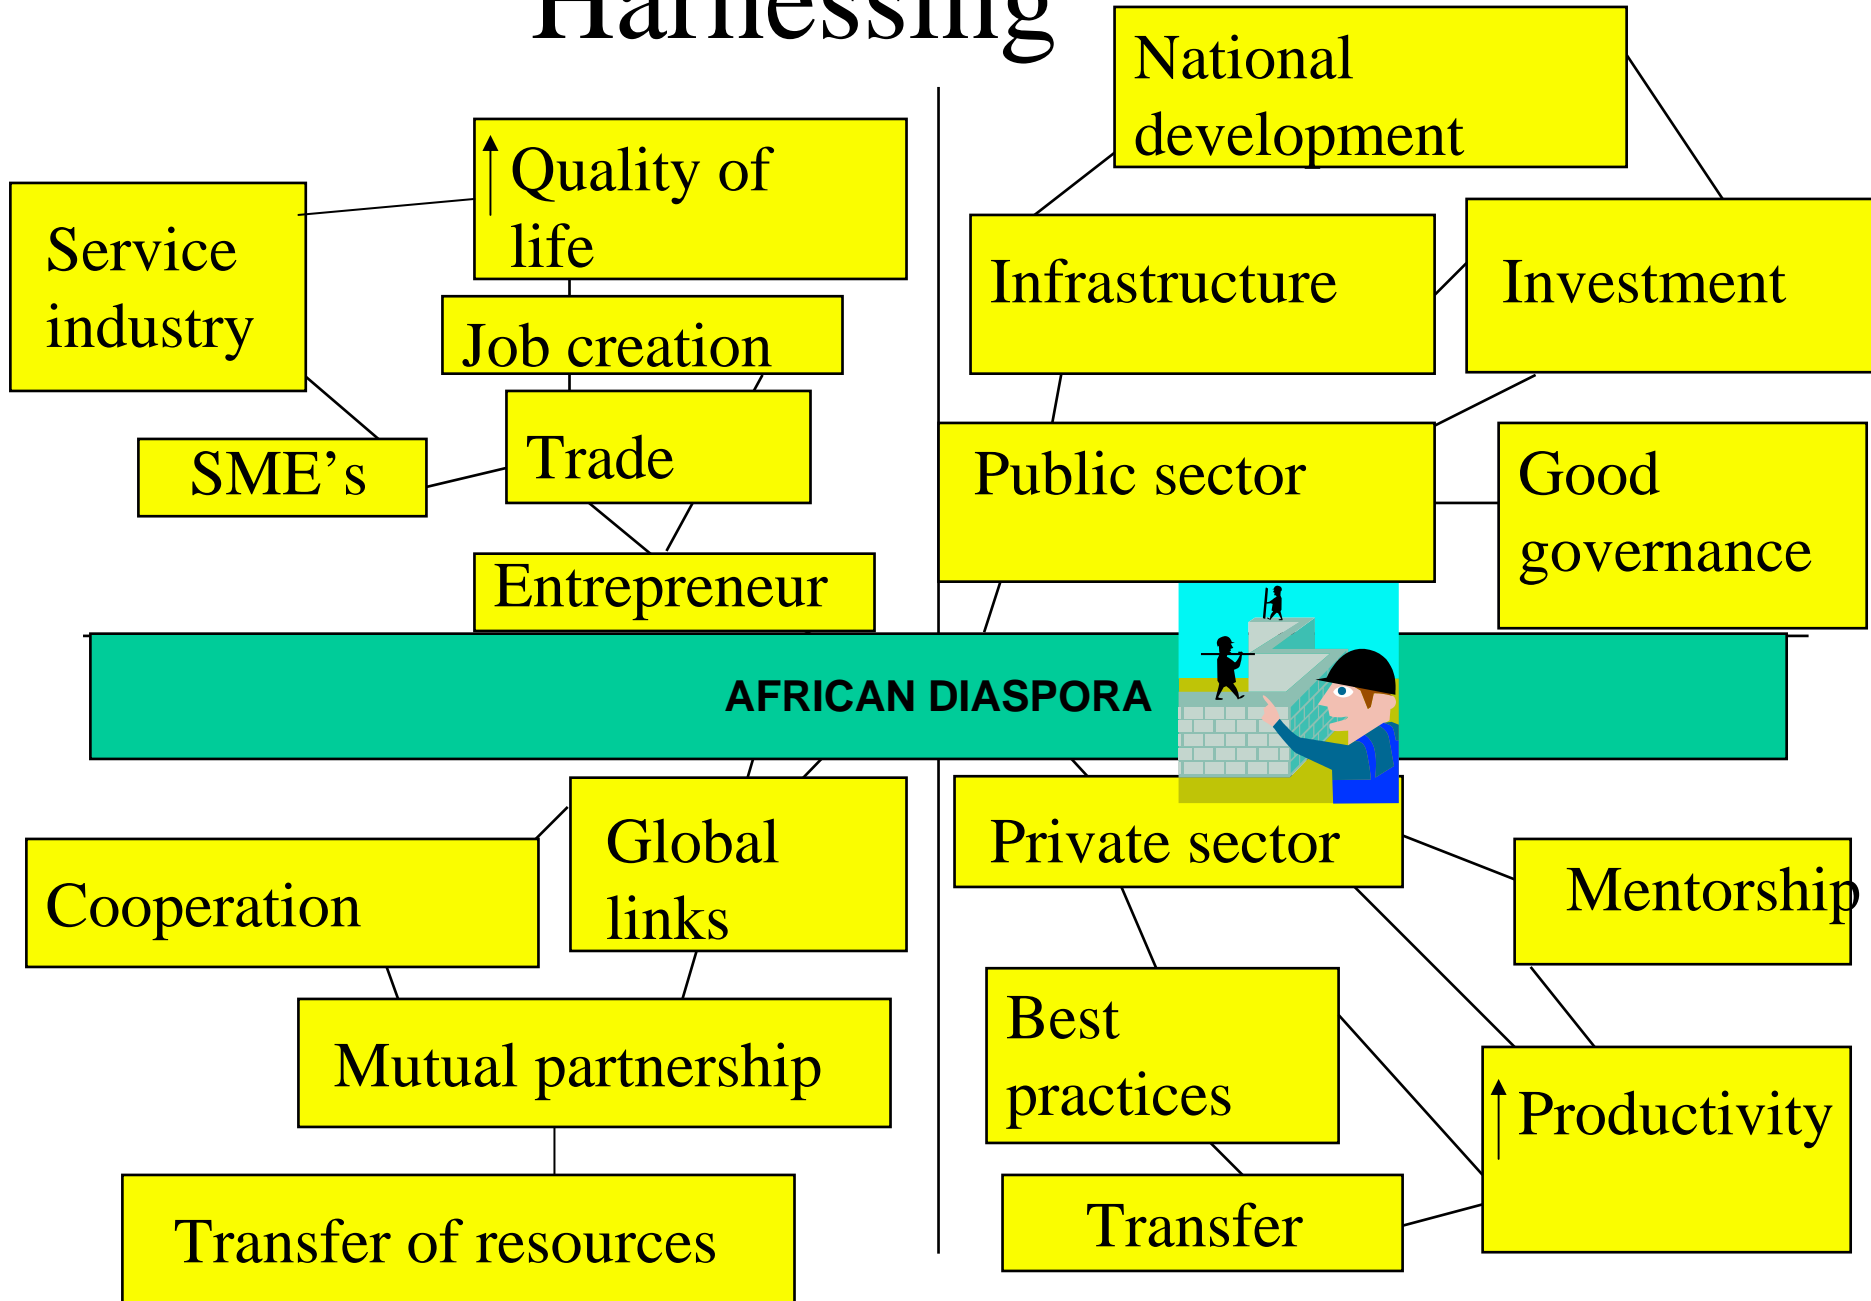 Harnessing
National
development
Quality of
life
Service
industry
Infrastructure
Investment
Job creation
Trade
SME’s
Public sector
Good
governance
Entrepreneur
AFRICAN DIASPORA
Global
links
Private sector
Cooperation
Mentorship
Best
practices
Mutual partnership
Productivity
Transfer of resources
Transfer